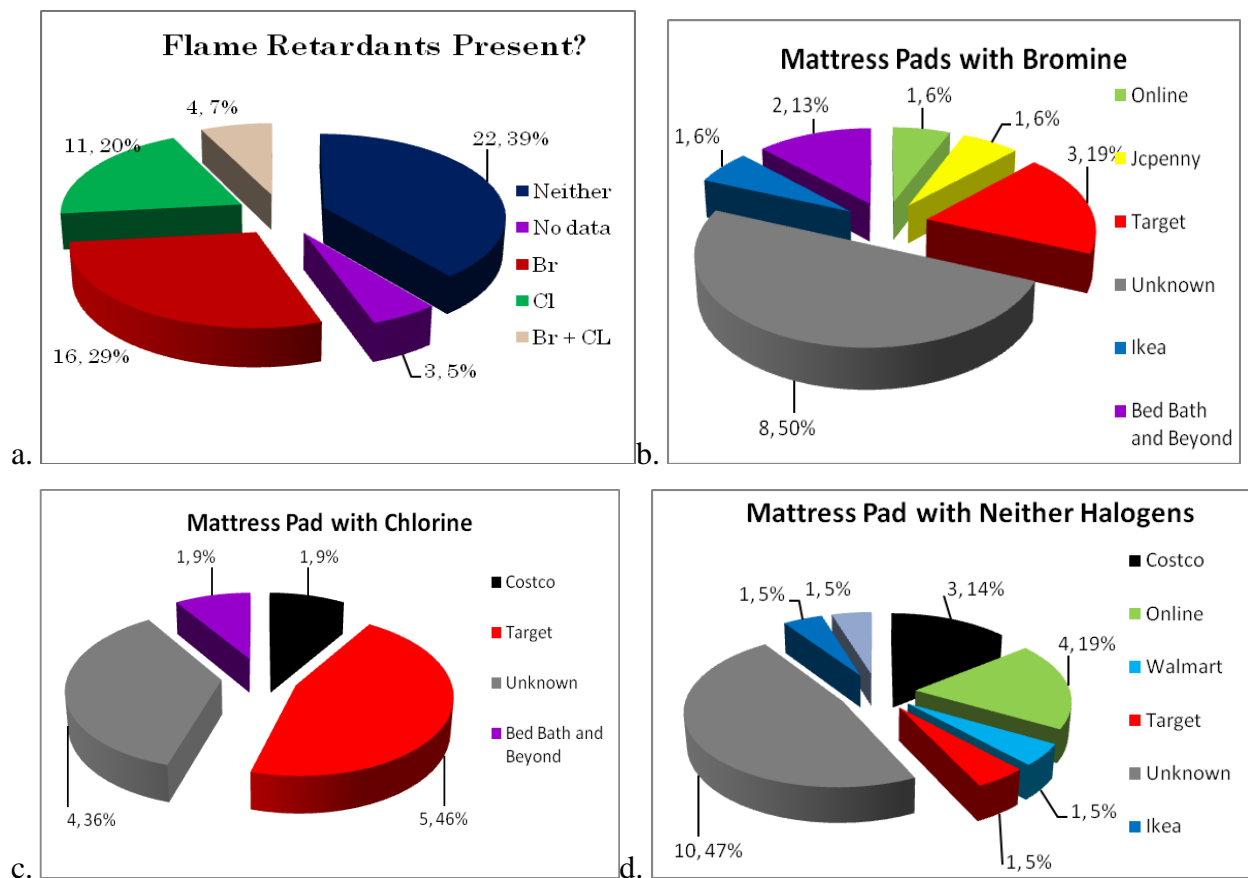 Flame Retardants Present?
4, 7%
11, 20%
22, 39%
16, 29%
3, 5%
Neither
No data
Br
Cl
Br + CL
a.
Mattress Pads with Bromine
2, 13%
1, 6%
1, 6%
1, 6%
3, 19%
8, 50%
Online
Jcpenny
Target
Unknown
Ikea
Bed Bath
and Beyond
b.
Mattress Pad with Chlorine
1, 9%
1, 9%
4, 36%
5, 46%
Costco
Target
Unknown
Bed Bath and
Beyond
c.
Mattress Pad with Neither Halogens
1, 5%
1, 5%
3, 14%
4, 19%
1, 5%
1, 5%
10, 47%
Costco
Online
Walmart
Target
Unknown
Ikea
d.